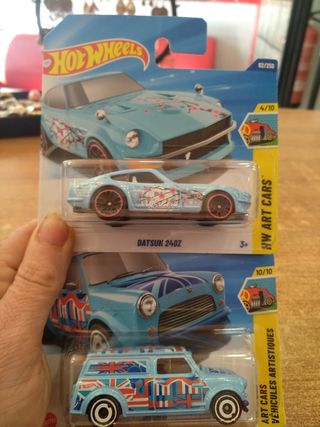 HOT WHEELS
62/250
4/10
HW ART CARS
DATSUN 240Z
3+
10/10
ART CARS
VÉHICULES ARTISTIQUES